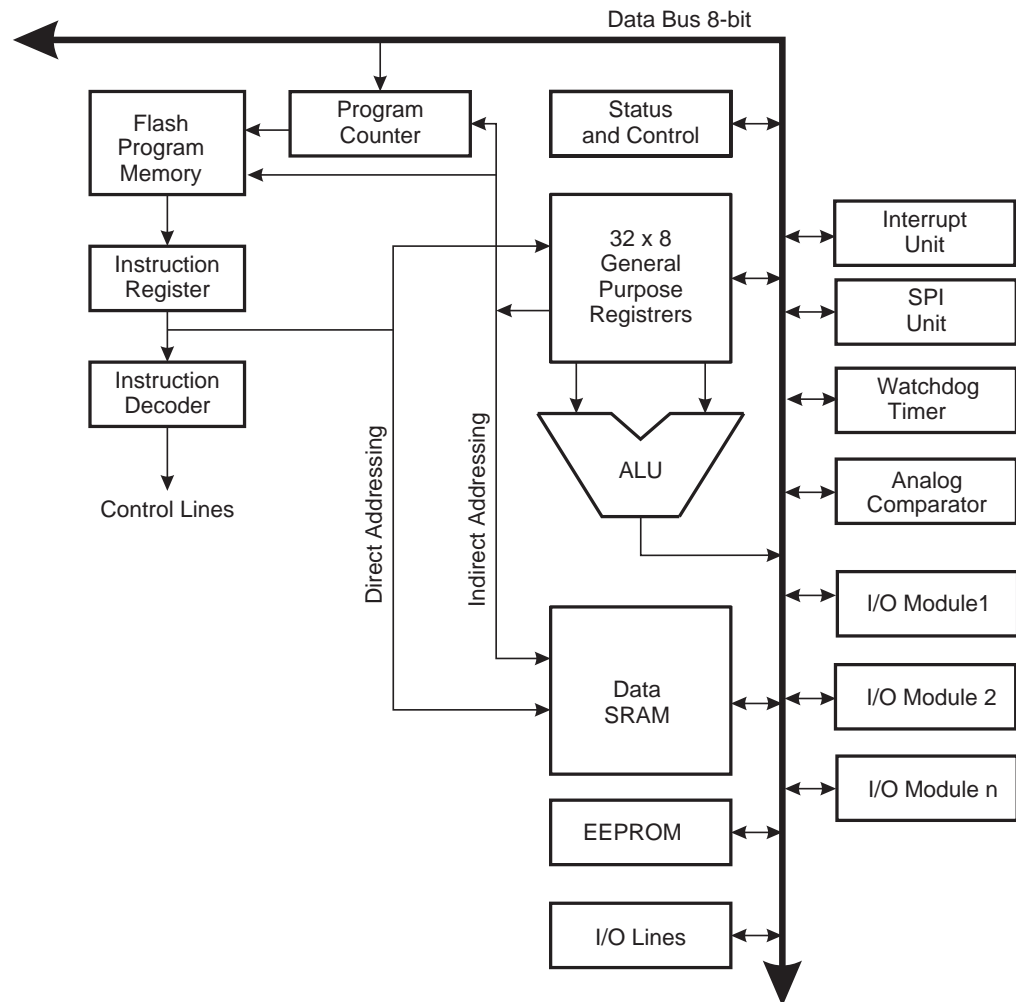 Data Bus 8-bit
Flash
Program
Memory
Program
Counter
Status
and Control
Interrupt
Unit
32 x 8
General
Purpose
Registrers
Instruction
Register
SPI
Unit
Instruction
Decoder
Watchdog
Timer
ALU
Analog
Comparator
Control Lines
Direct Addressing
Indirect Addressing
I/O Module1
Data
SRAM
I/O Module 2
I/O Module n
EEPROM
I/O Lines